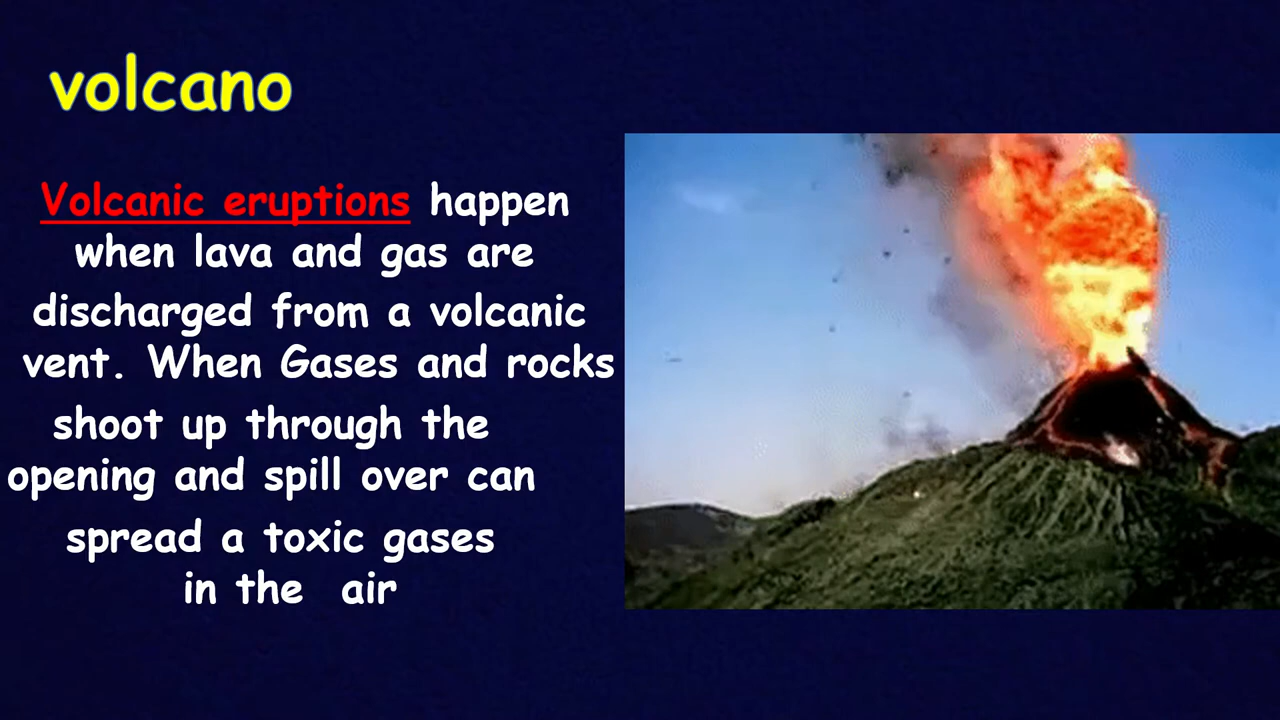 volcano
Volcanic eruptions happen
when lava and gas are
discharged from a volcanic
vent. When Gases and rocks
shoot up through the
opening and spill over can
spread a toxic gases
in the air